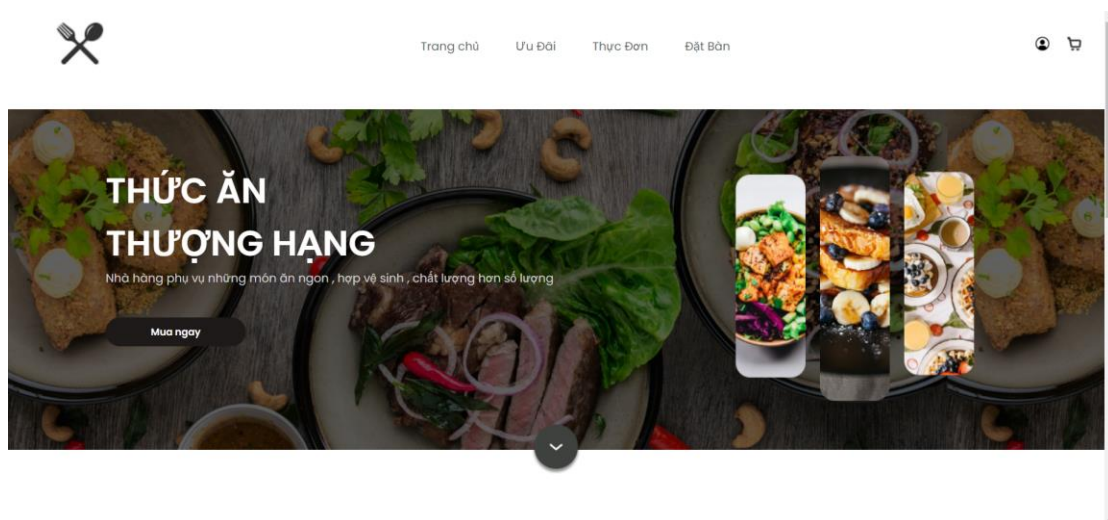 Trang chủ
Ưu Đãi
Thực Đơn
Đặt Bàn
THỨC ĂN
THƯỢNG HẠNG
Nhà hàng phụ vụ những món ăn ngon , hợp vệ sinh , chất lượng hơn số lượng
Mua ngay